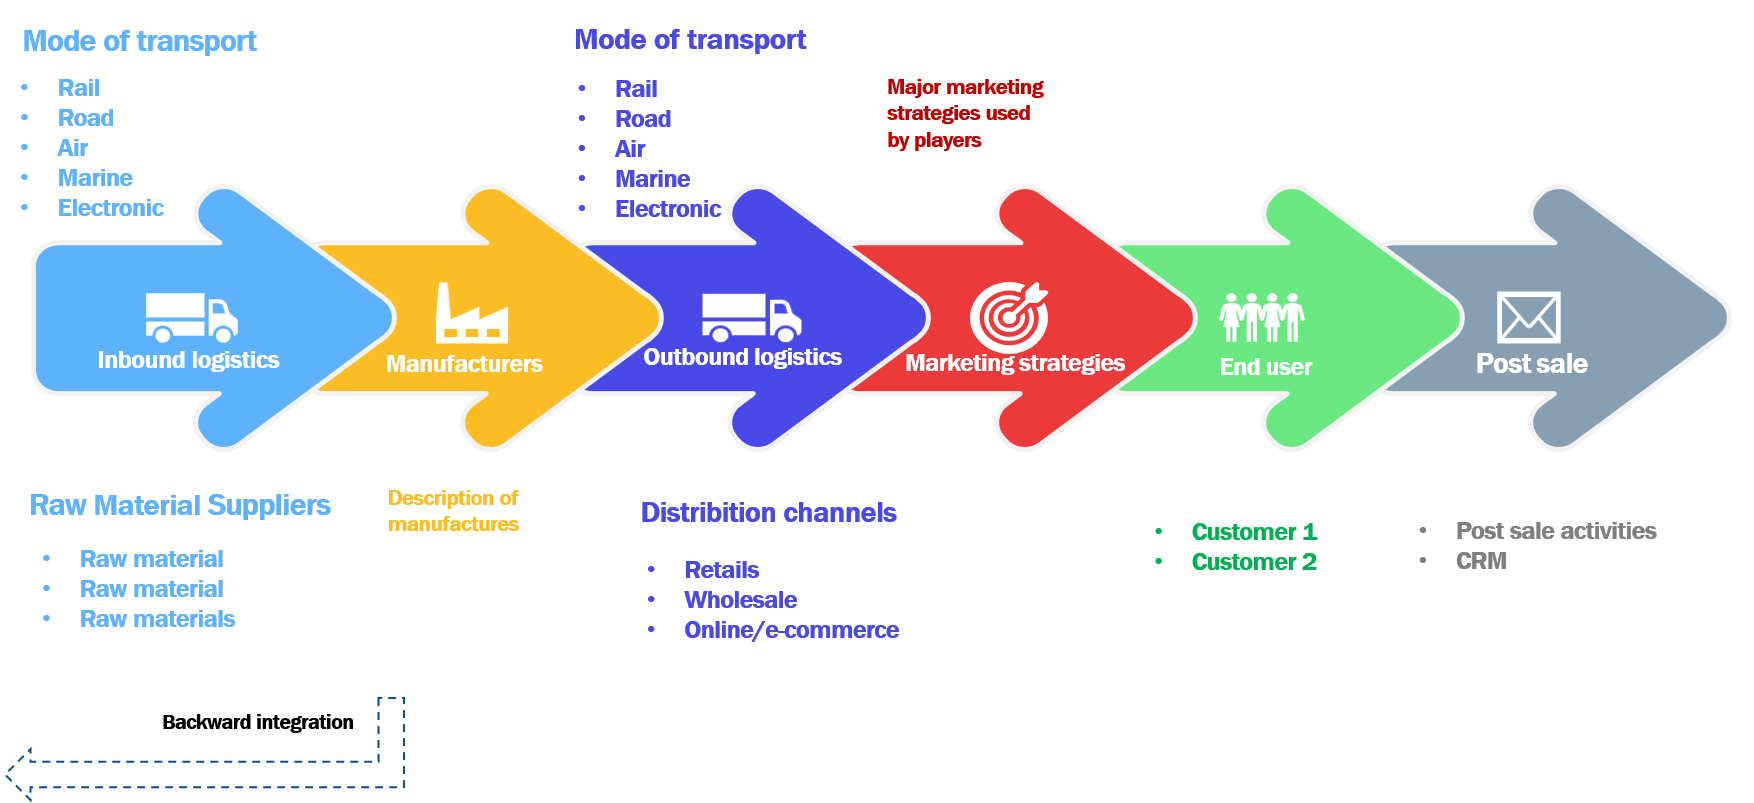 Mode of transport
• Rail
• Road
• Air
• Marine
• Electronic
Mode of transport
• Rail
• Road
• Air
• Marine
• Electronic
Major marketing
strategies used
by players
Inbound logistics
Manufacturers
Outbound logistics
Marketing strategies
End user
Post sale
Raw Material Suppliers
• Raw material
• Raw material
• Raw materials
Description of
manufactures
Distribition channels
• Retails
• Wholesale
• Online/e-commerce
• Customer 1
• Customer 2
• Post sale activities
• CRM
Backward integration